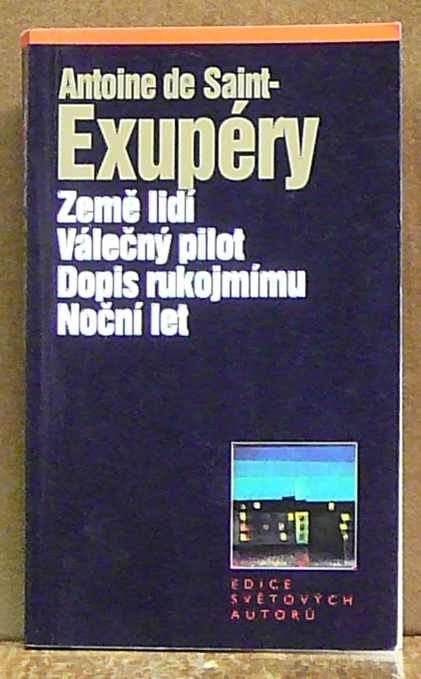 Antoine de Saint-
Exupéry
Země lidí
Válečný pilot
Dopis rukojmímu
Noční let
EDICE
SVĚTOVÝCH
AUTORŮ